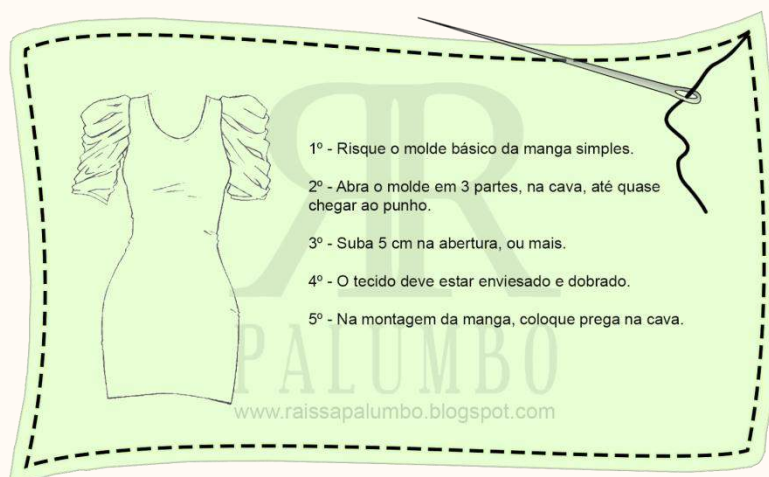 1º - Risque o molde básico da manga simples.
2º - Abra o molde em 3 partes, na cava, até quase
chegar ao punho.
3º - Suba 5 cm na abertura, ou mais.
4º - O tecido deve estar enviesado e dobrado.
5º - Na montagem da manga, coloque prega na cava.
PALUMBO
www.raissapalumbo.blogspot.com